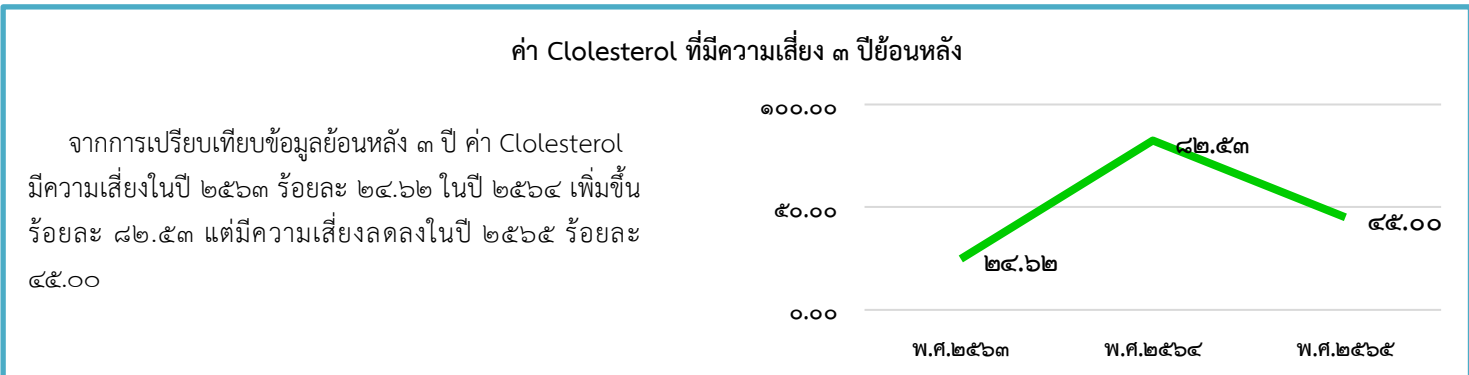 ค่า Clolesterol ที่มีความเสี่ยง ๓ ปีย้อนหลัง
จากการเปรียบเทียบข้อมูลย้อนหลัง ๓ ปี ค่า Clolesterol
มีความเสี่ยงในปี ๒๕๖๓ ร้อยละ ๒๔.๖๒ ในปี ๒๕๖๔ เพิ่มขึ้น
ร้อยละ ๘๒.๕๓ แต่มีความเสี่ยงลดลงในปี ๒๕๖๕ ร้อยละ
๔๕.๐๐
๑๐๐.๐๐
๘๒.๕๓
๕๐.๐๐
๔๕.๐๐
๒๔.๖๒
๐.๐๐
พ.ศ.๒๕๖๓ พ.ศ.๒๕๖๔ พ.ศ.๒๕๖๕